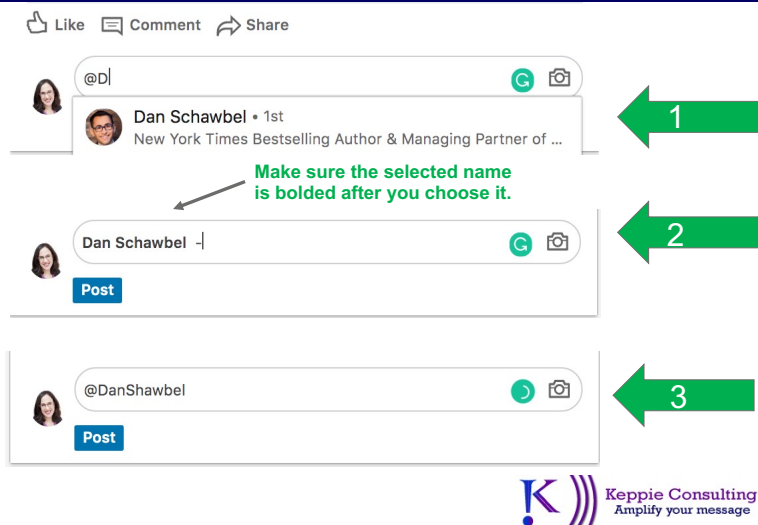 Like Comment Share
@D
Dan Schawbel • 1st
New York Times Bestselling Author & Managing Partner of ...
1
Make sure the selected name
is bolded after you choose it.
Dan Schawbel -
2
Post
@DanShawbel
3
Post
Keppie Consulting
Amplify your message